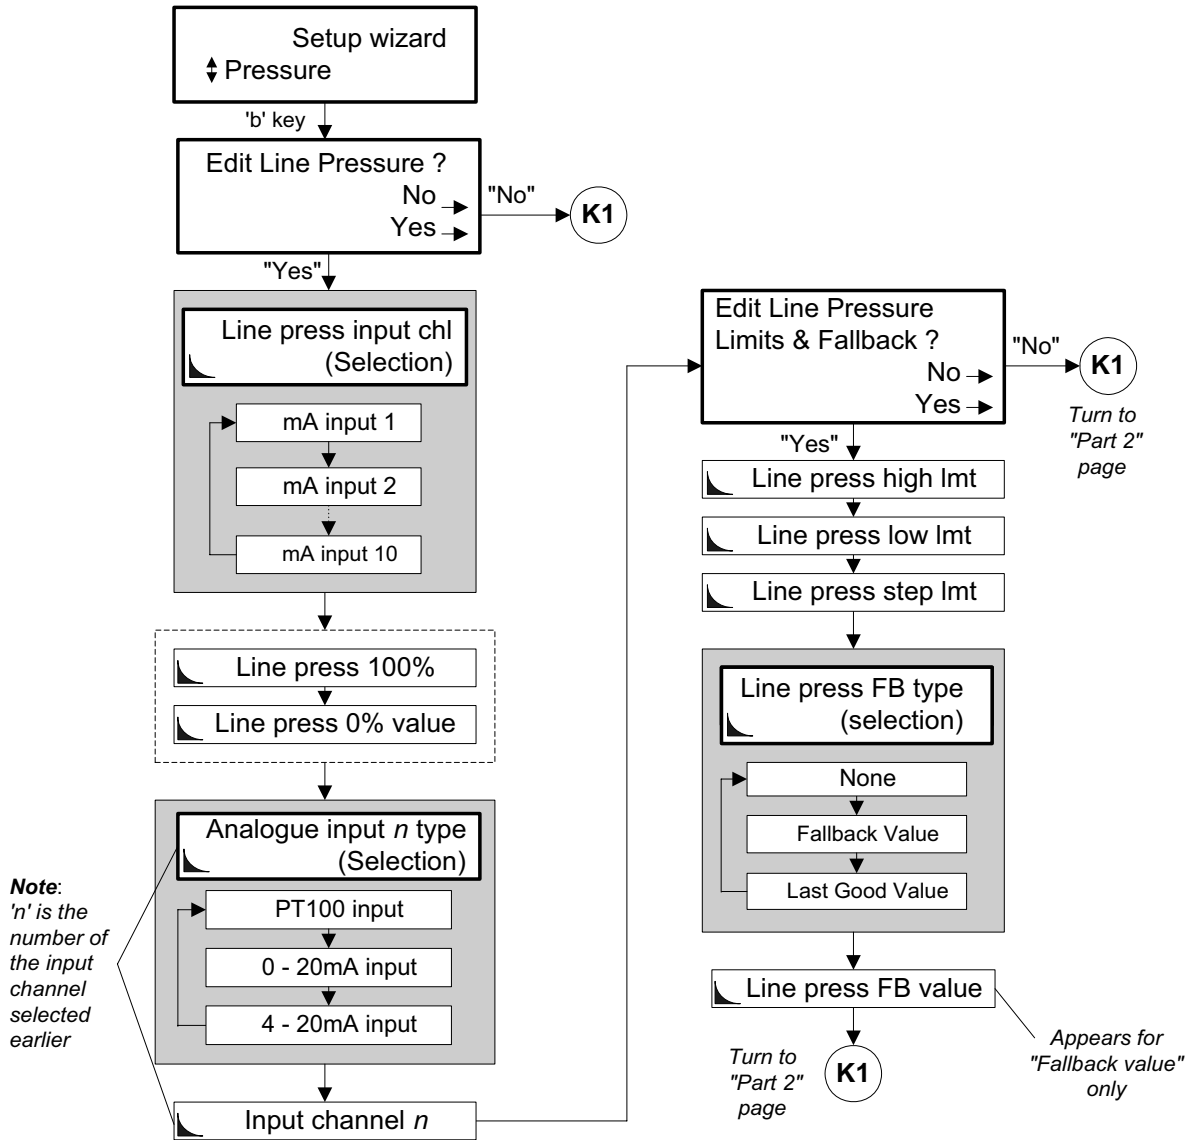 Setup wizard
Pressure
'b' key
Edit Line Pressure ?
No
Yes
"No"
K1
"Yes"
Line press input chl
(Selection)
mA input 1
mA input 2
mA input 10
Line press 100%
Line press 0% value
Analogue input n type
(Selection)
PT100 input
0 - 20mA input
4 - 20mA input
Note:
'n' is the
number of
the input
channel
selected
earlier
Input channel n
Edit Line Pressure
Limits & Fallback ?
No
Yes
"No"
K1
Turn to
"Part 2"
page
"Yes"
Line press high lmt
Line press low lmt
Line press step lmt
Line press FB type
(selection)
None
Fallback Value
Last Good Value
Line press FB value
Appears for
"Fallback value"
only
Turn to
"Part 2"
page
K1